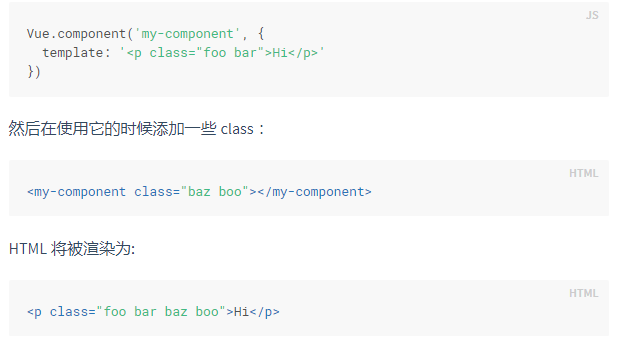 JS
Vue.component('my-component', {
  template: '<p class="foo bar">Hi</p>'
})
然后在使用它的时候添加一些 class：
HTML
<my-component class="baz boo"></my-component>
HTML 将被渲染为:
HTML
<p class="foo bar baz boo">Hi</p>